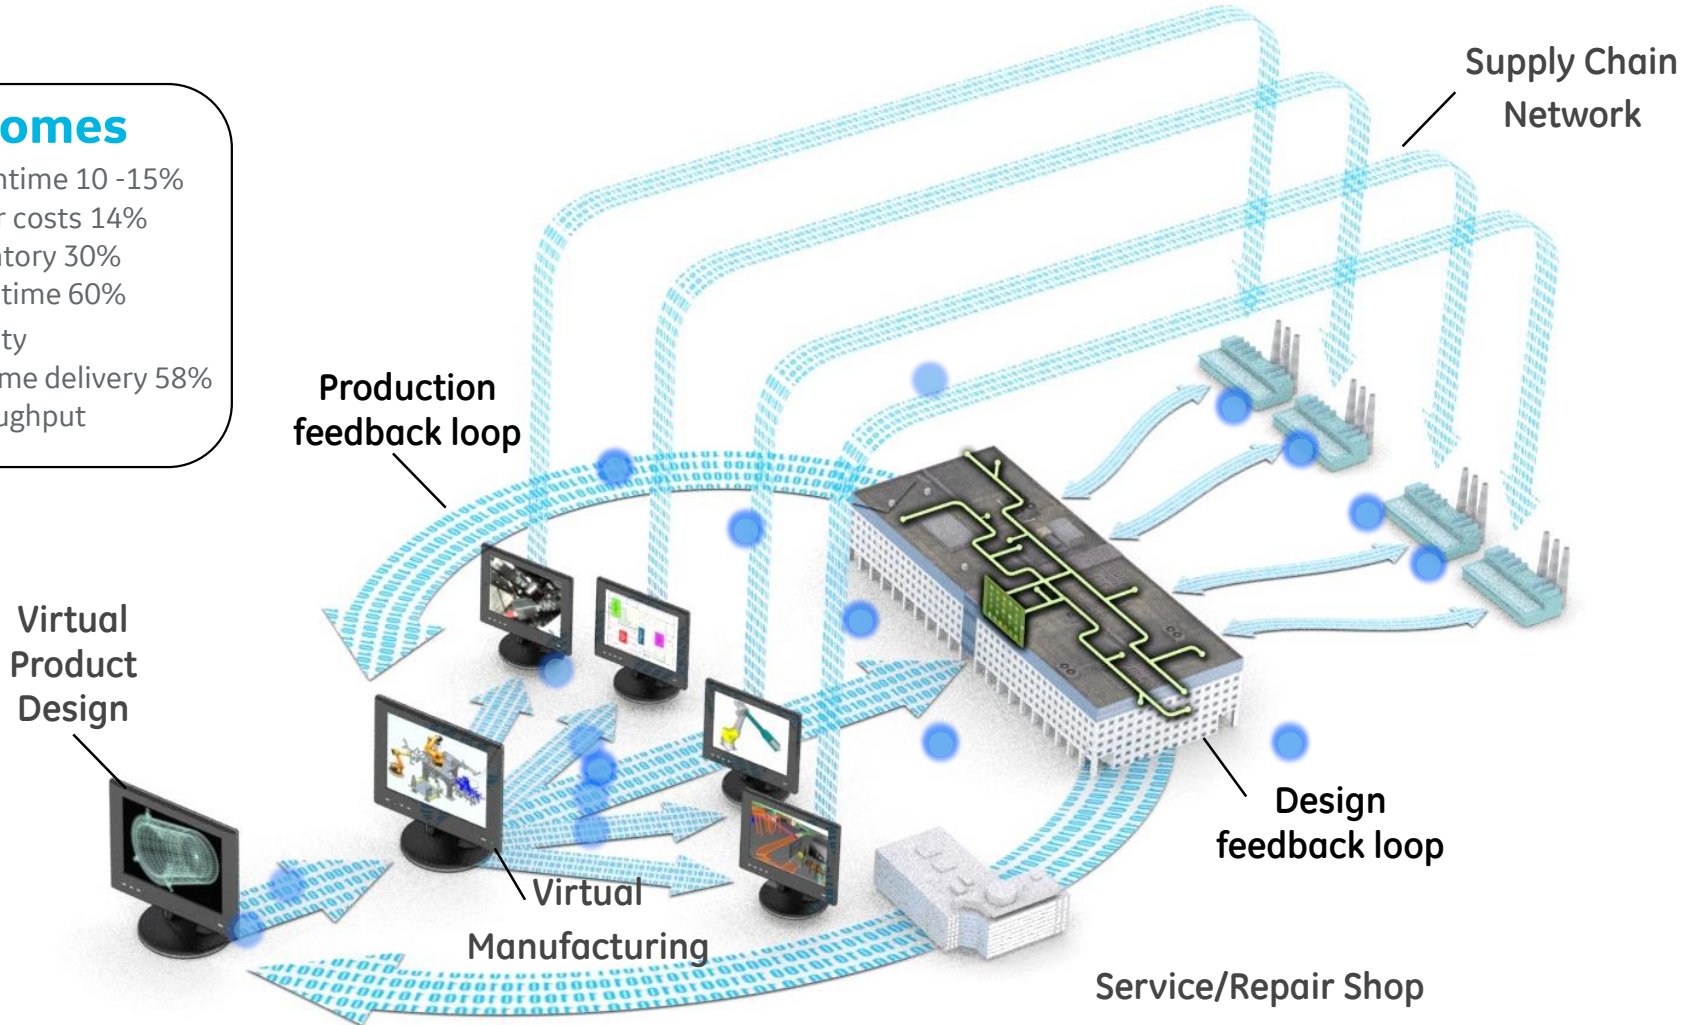 omes
ntime 10 -15%
r costs 14%
ntory 30%
time 60%
ty
me delivery 58%
ughput
Supply Chain
Network
Production
feedback loop
Virtual
Product
Design
Design
feedback loop
Virtual
Manufacturing
Service/Repair Shop